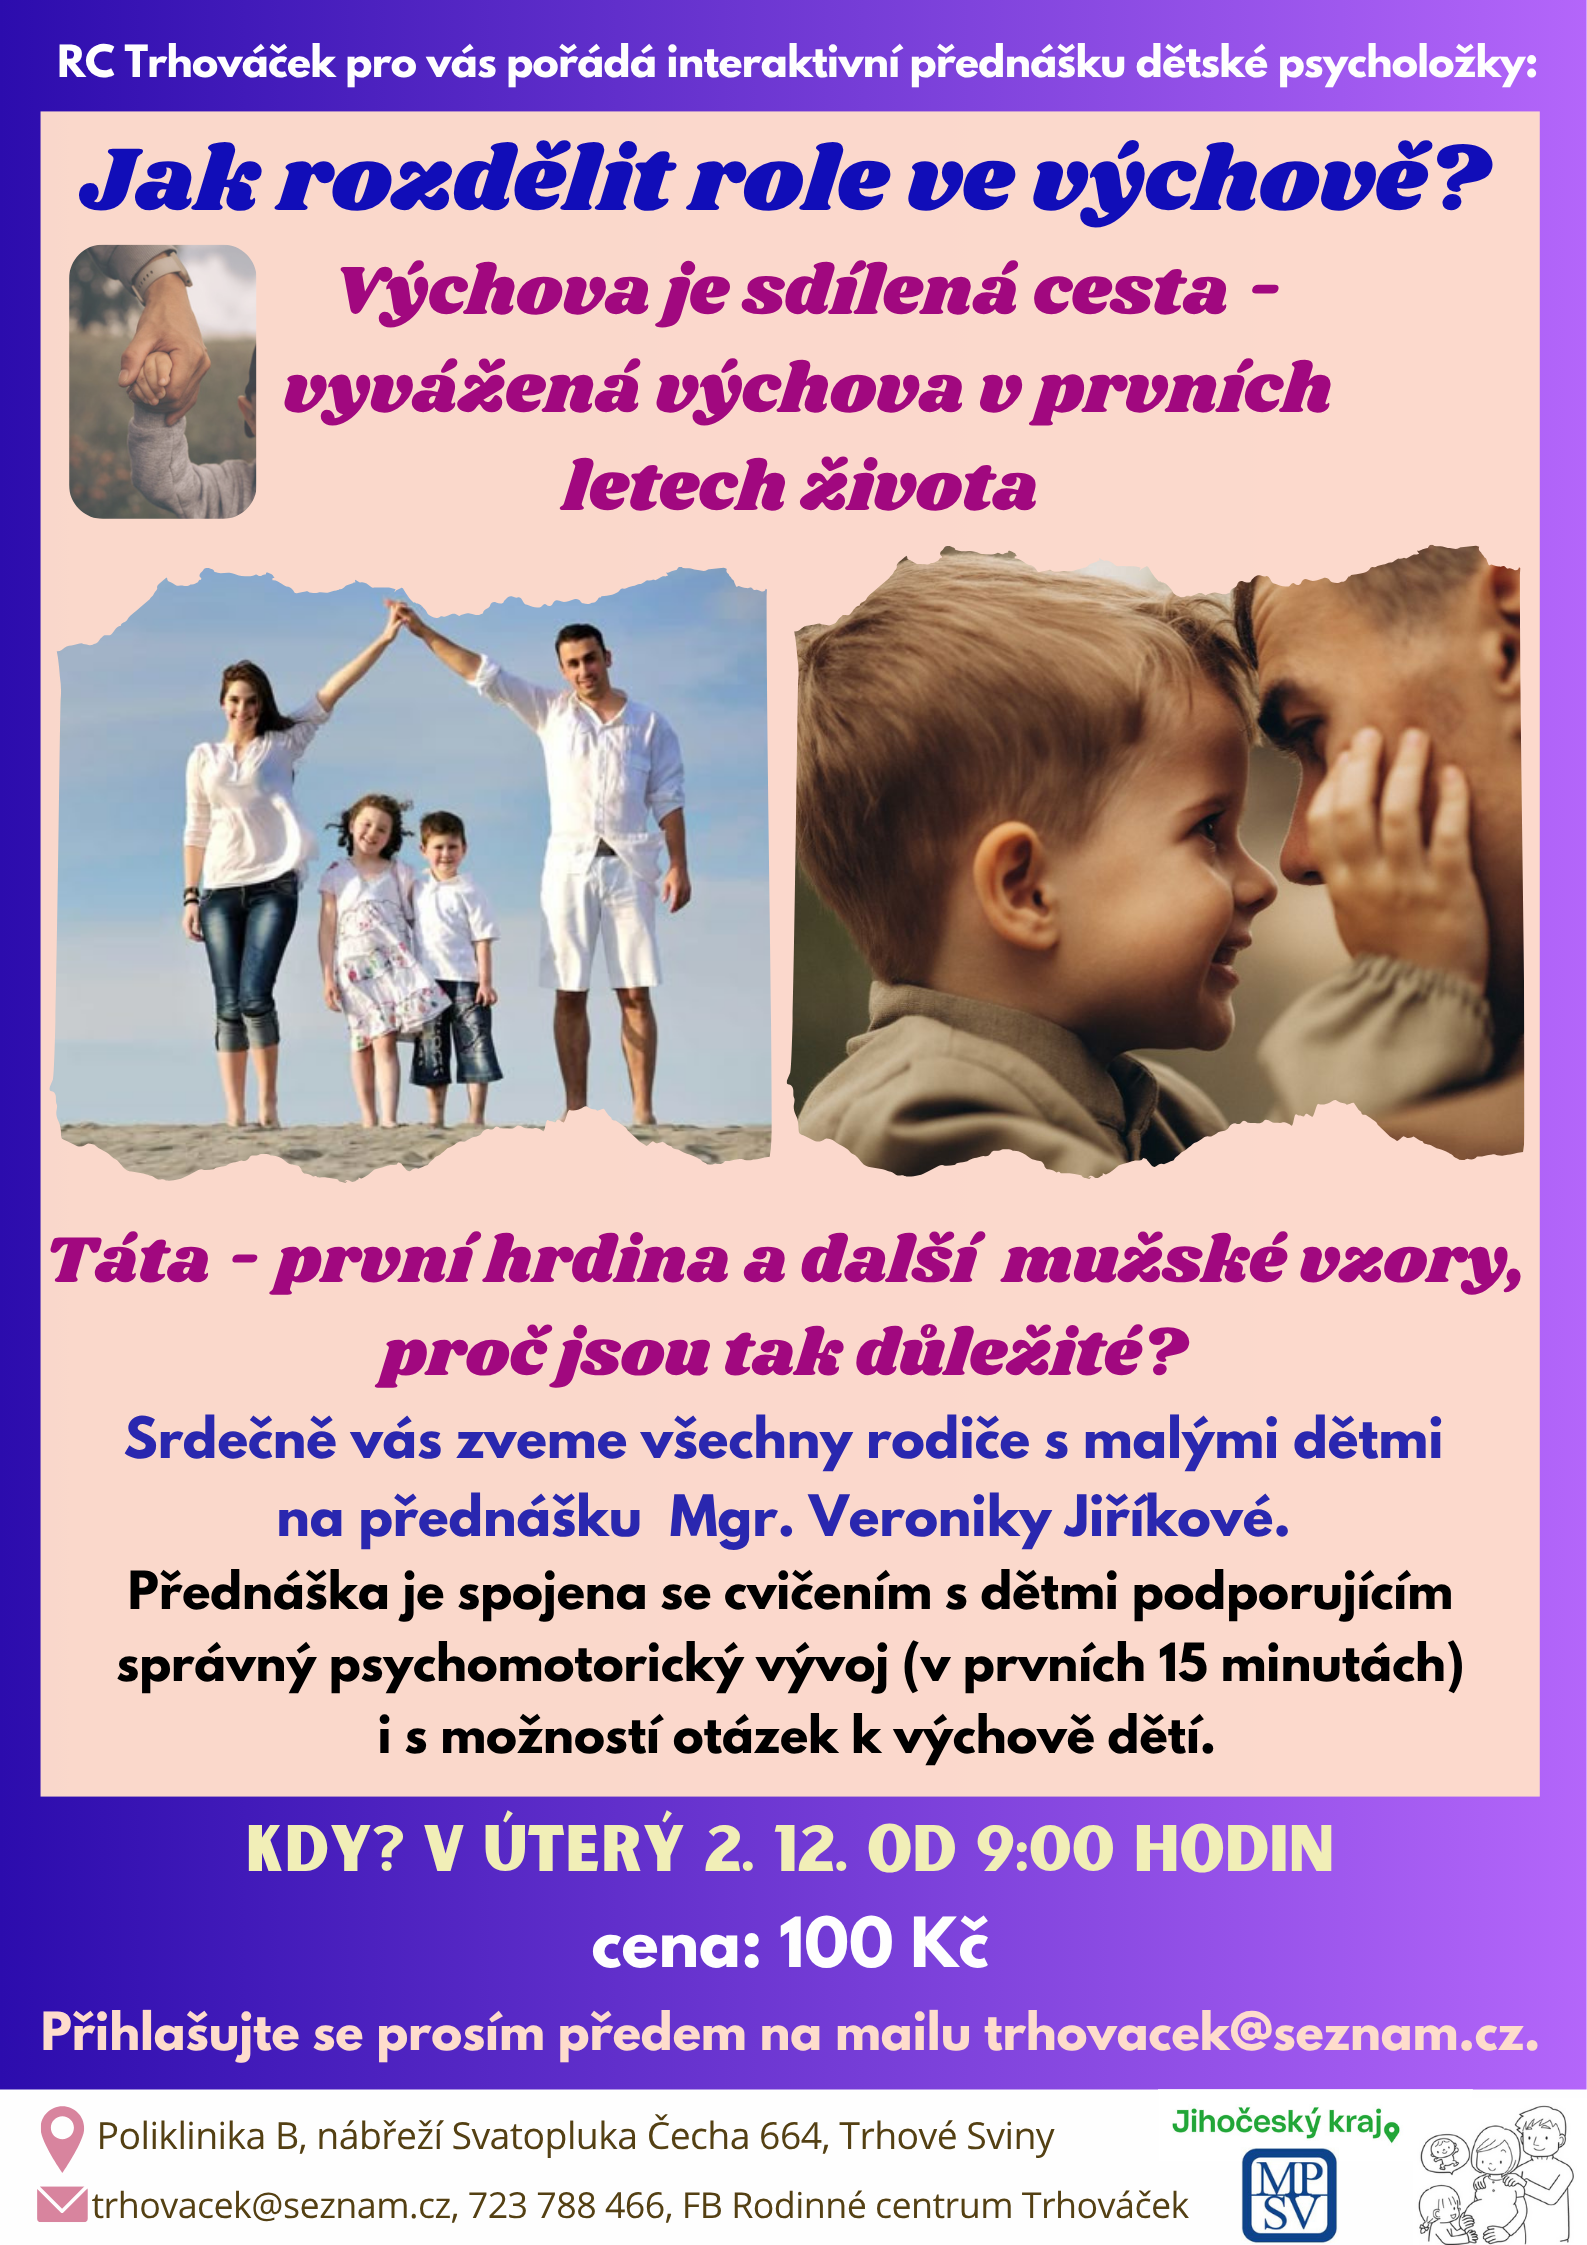 RC Trhováček pro vás pořádá interaktivní přednášku dětské psycholožky:
Jak rozdělit role ve výchově?
Výchova je sdílená cesta -
vyvážená výchova v prvních
letech života
Táta - první hrdina a další mužské vzory,
proč jsou tak důležité?
Srdečně vás zveme všechny rodiče s malými dětmi
na přednášku Mgr. Veroniky Jiříkové.
Přednáška je spojena se cvičením s dětmi podporujícím
správný psychomotorický vývoj (v prvních 15 minutách)
i s možností otázek k výchově dětí.
KDY? V ÚTERÝ 2. 12. OD 9:00 HODIN
cena: 100 Kč
Přihlašujte se prosím předem na mailu trhovacek@seznam.cz.
Poliklinika B, nábřeží Svatopluka Čecha 664, Trhové Sviny
trhovacek@seznam.cz, 723 788 466, FB Rodinné centrum Trhováček
Jihočeský kraj
MP
SV